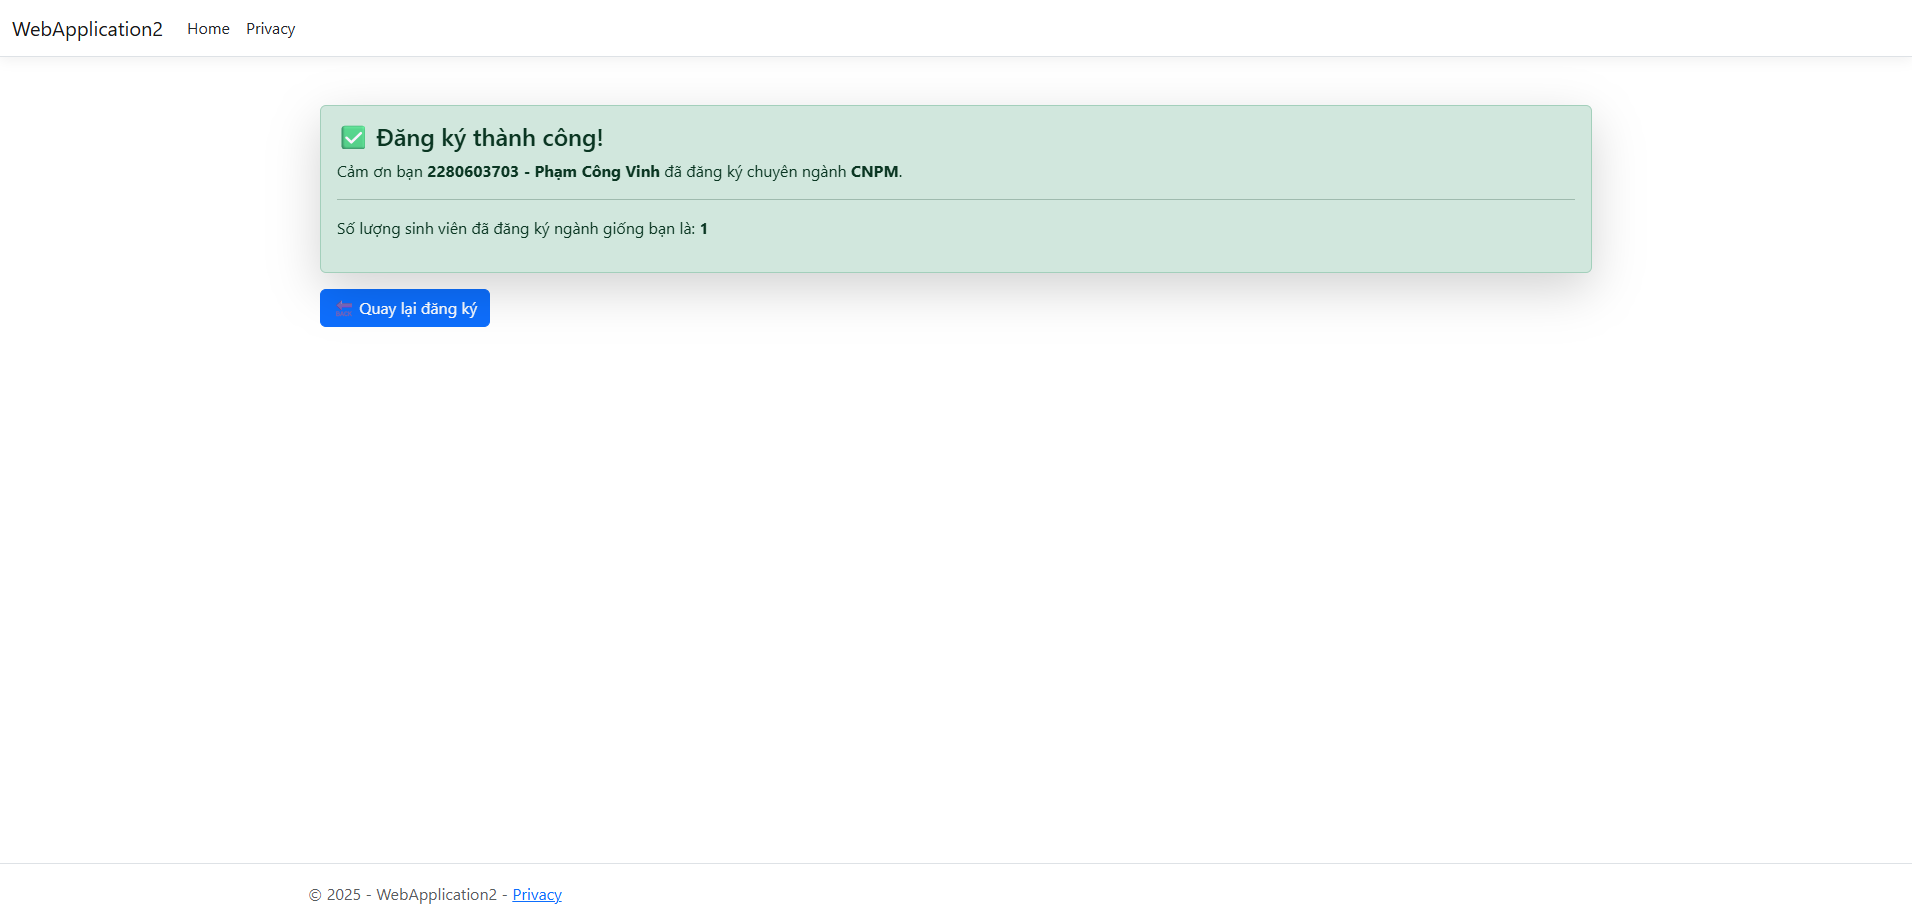 WebApplication2 Home Privacy
✅ Đăng ký thành công!
Cảm ơn bạn 2280603703 - Phạm Công Vinh đã đăng ký chuyên ngành CNPM.
Số lượng sinh viên đã đăng ký ngành giống bạn là: 1
🔙 Quay lại đăng ký
© 2025 - WebApplication2 - Privacy